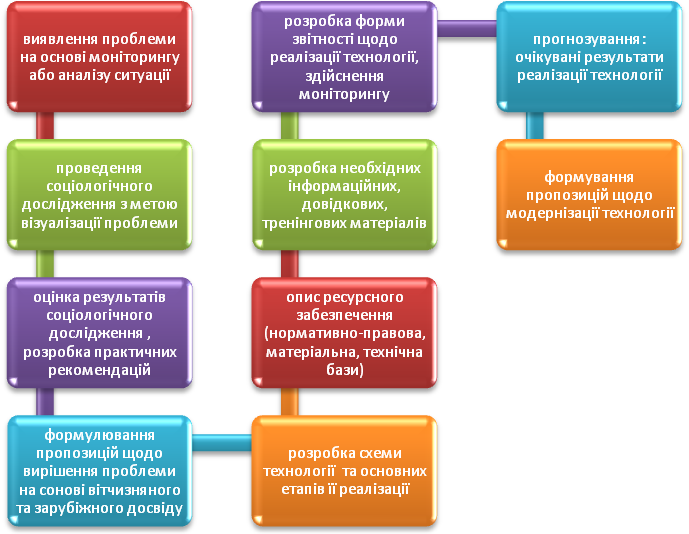 виявлення проблеми
на основі моніторингу
або аналізу ситуації
проведення
соціологічного
дослідження з метою
візуалізації проблеми
оцінка результатів
соціологічного
дослідження ,
розробка практичних
рекомендацій
формулювання
пропозицій щодо
вирішення проблеми
на сонові вітчизняного
та зарубіжного досвіду
розробка схеми
технології та основних
етапів її реалізації
опис ресурсного
забезпечення
(нормативно-правова,
матеріальна, технічна
бази)
розробка необхідних
інформаційних,
довідкових,
тренінгових матеріалів
розробка форми
звітності щодо
реалізації технології,
здійснення
моніторингу
прогнозування :
очікувані результати
реалізації технології
формування
пропозицій щодо
модернізації технології